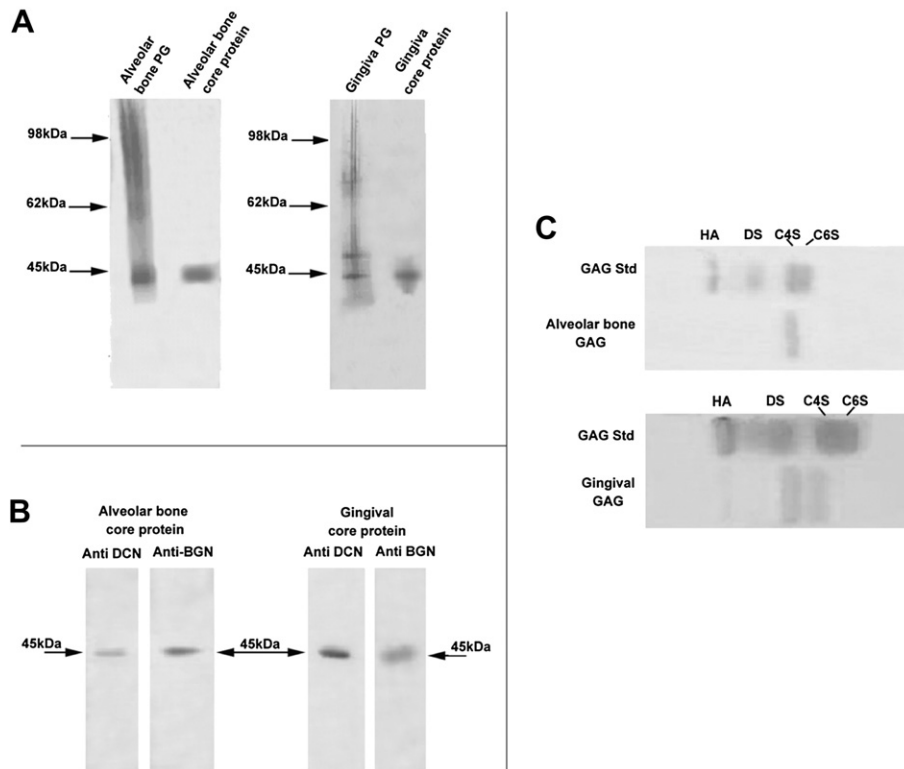 A
Alveolar
bone PG
Alveolar bone
core protein
Gingiva PG
Gingiva
core protein
98kDa
62kDa
45kDa
98kDa
62kDa
45kDa
B
Alveolar bone
core protein
Anti DCN Anti-BGN
Gingival
core protein
Anti DCN Anti BGN
45kDa
45kDa
45kDa
C
HA DS C4S C6S
GAG Std
Alveolar bone
GAG
HA DS C4S C6S
GAG Std
Gingival
GAG